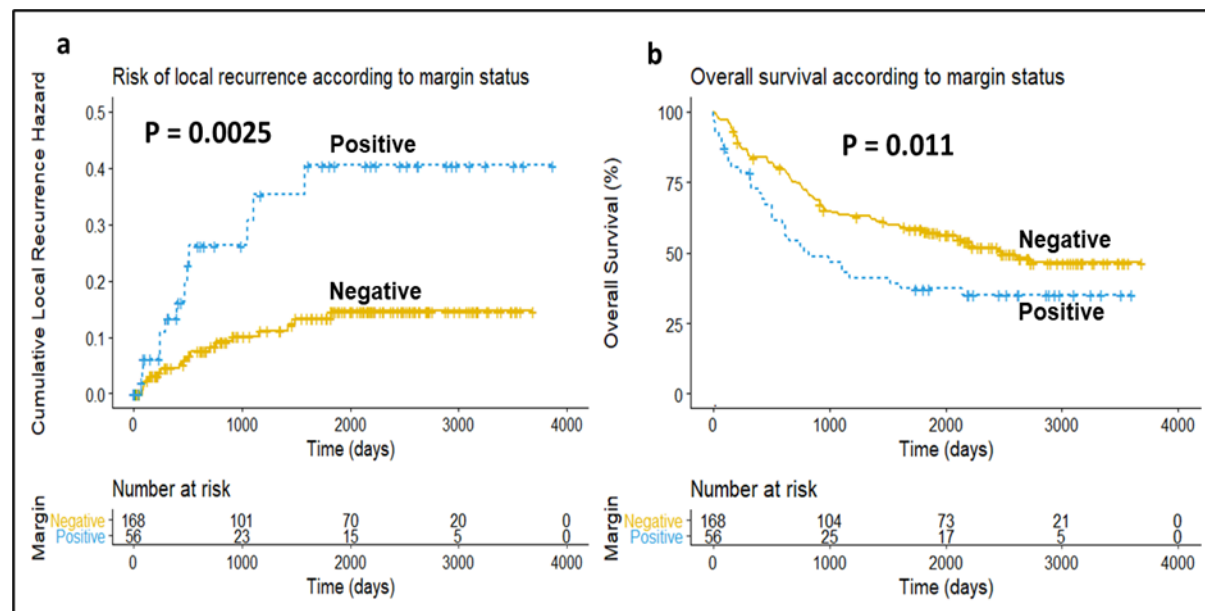 a
Risk of local recurrence according to margin status
Cumulative Local Recurrence Hazard
0.5
0.4
0.3
0.2
0.1
0.0
P = 0.0025
Positive
Negative
0 1000 2000 3000 4000
Time (days)
Number at risk
Margin
Negative 168 101 70 20 0
Positive 56 23 15 5 0
0 1000 2000 3000 4000
Time (days)
b
Overall survival according to margin status
Overall Survival (%)
100
75
50
25
0
P = 0.011
Negative
Positive
0 1000 2000 3000 4000
Time (days)
Number at risk
Margin
Negative 168 104 73 21 0
Positive 56 25 17 5 0
0 1000 2000 3000 4000
Time (days)